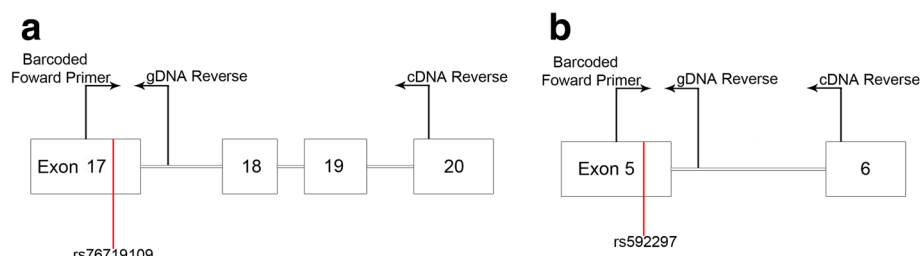 a
Barcoded
Foward Primer
gDNA Reverse
cDNA Reverse
Exon 17
18
19
20
rs76719109
b
Barcoded
Foward Primer
gDNA Reverse
cDNA Reverse
Exon 5
6
rs592297